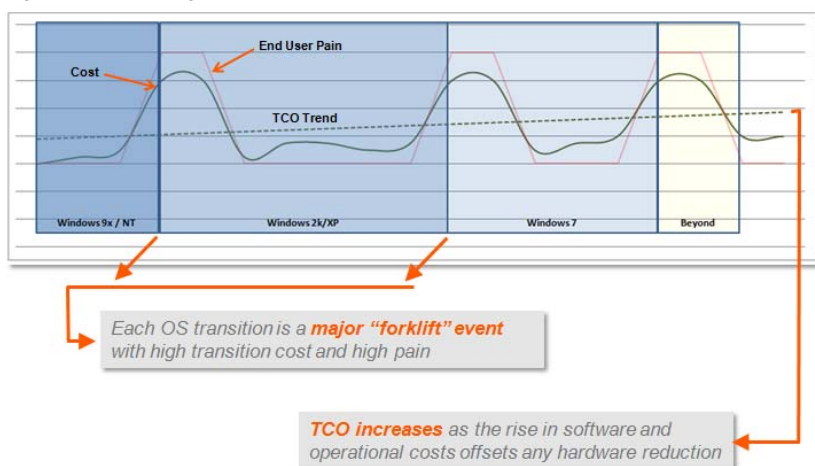 End User Pain
Cost
TCO Trend
Windows 9x / NT
Windows 2k/XP
Windows 7
Beyond
Each OS transition is a major “forklift” event
with high transition cost and high pain
TCO increases as the rise in software and
operational costs offsets any hardware reduction